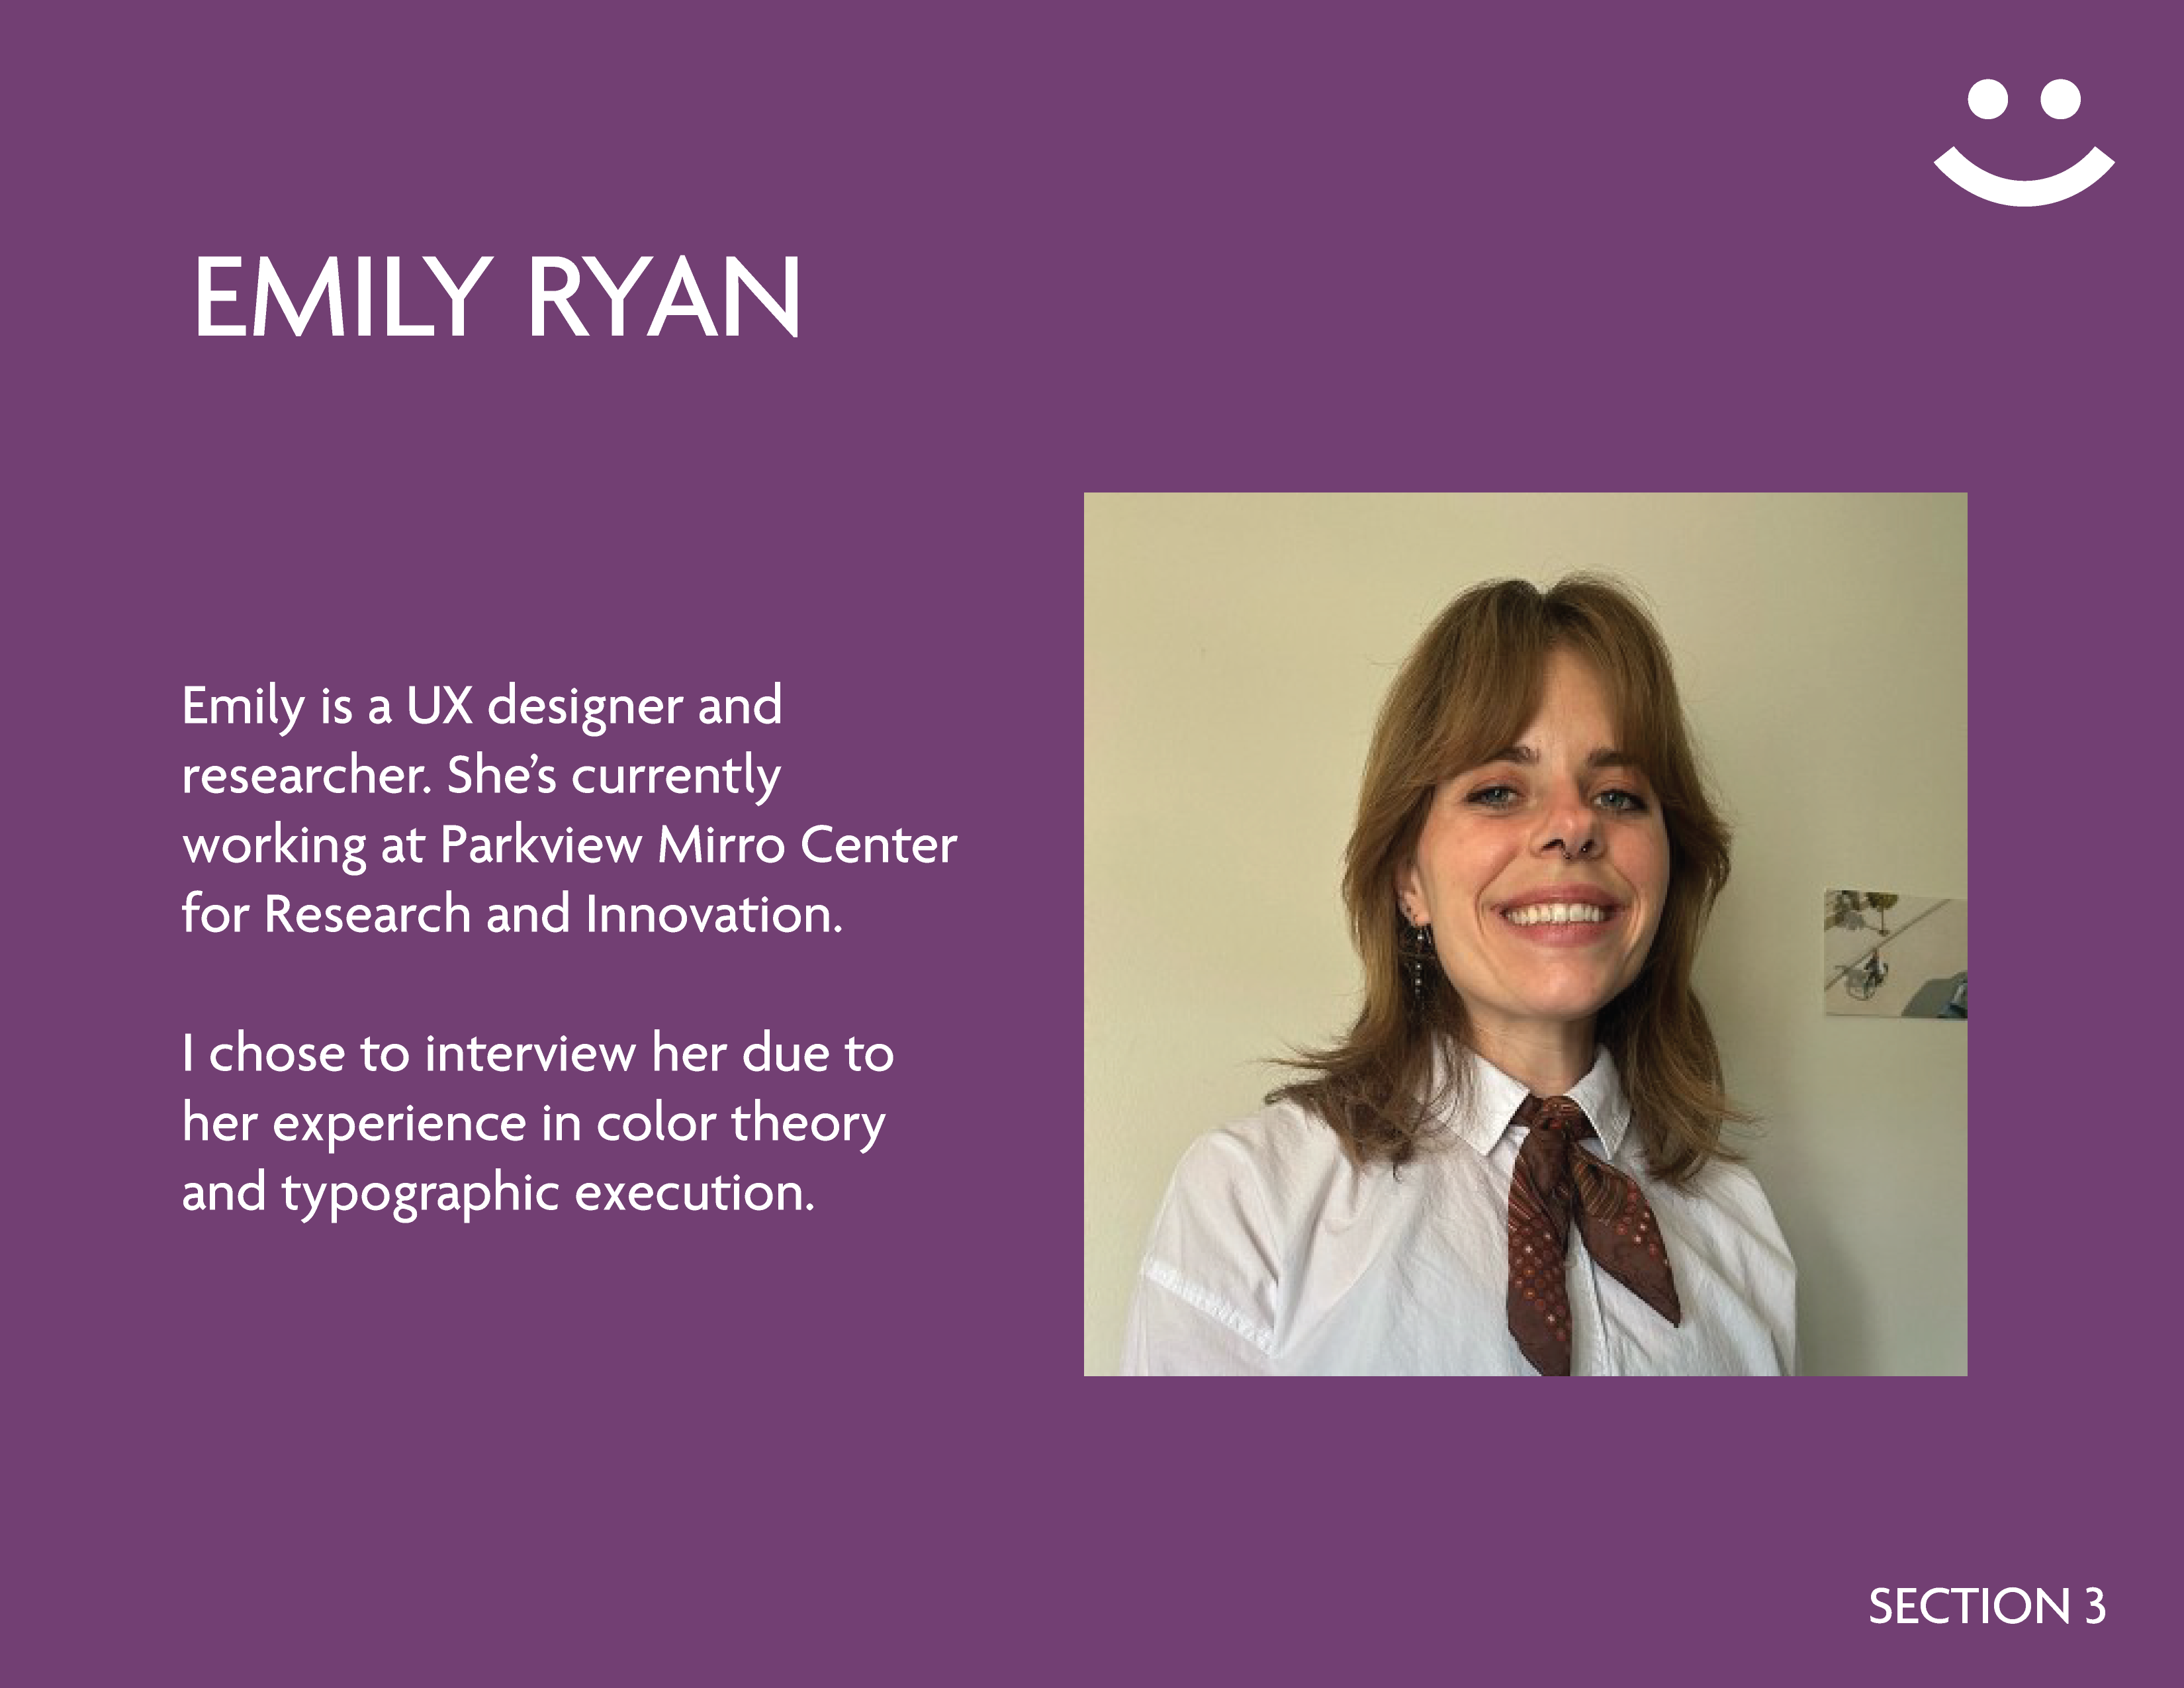 EMILY RYAN
Emily is a UX designer and
researcher. She’s currently
working at Parkview Mirro Center
for Research and Innovation.
I chose to interview her due to
her experience in color theory
and typographic execution.
SECTION 3